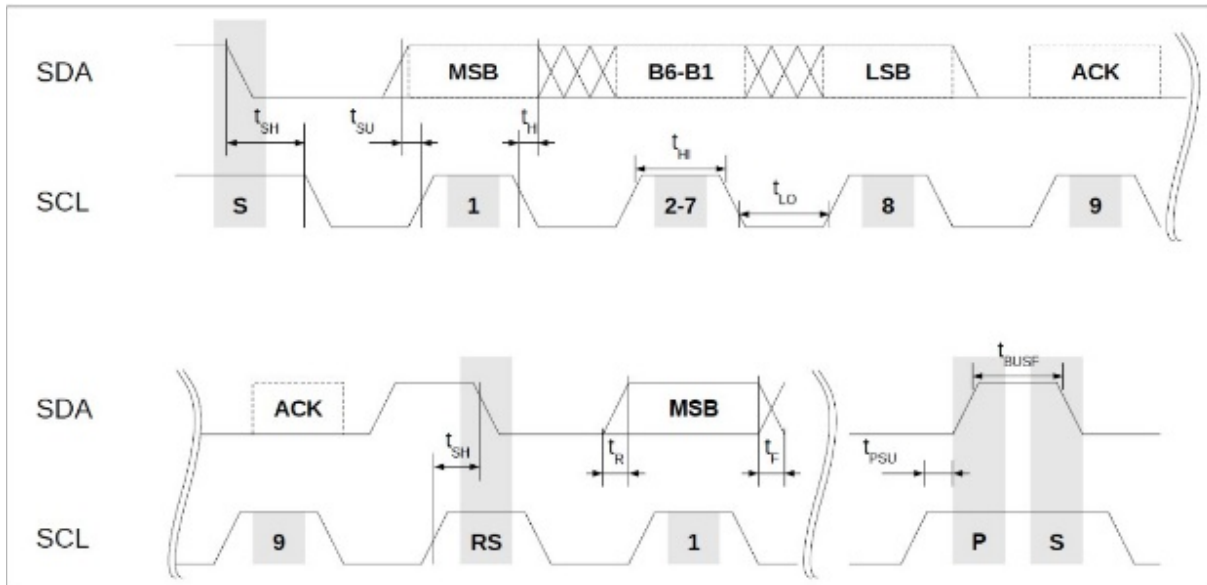 SDA MSB B6-B1 LSB ACK
tSH tSU tH tHI tLO
SCL S 1 2-7 8 9
tBUSF
SDA ACK MSB
tSH tR tF tPSU
SCL 9 RS 1 P S